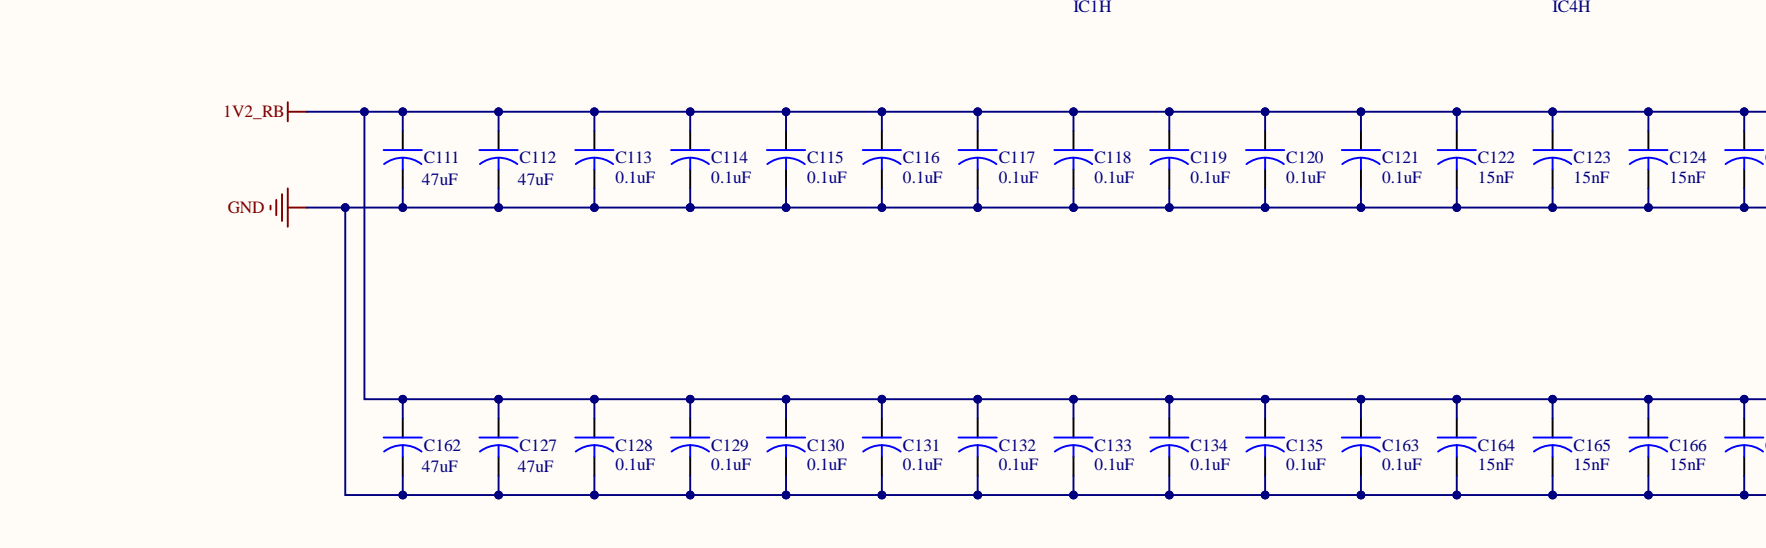 IC1H IC4H
1V2_RB
C111 C112 C113 C114 C115 C116 C117 C118 C119 C120 C121 C122 C123 C124
47uF 47uF 0.1uF 0.1uF 0.1uF 0.1uF 0.1uF 0.1uF 0.1uF 0.1uF 0.1uF 15nF 15nF 15nF
GND
C162 C127 C128 C129 C130 C131 C132 C133 C134 C135 C163 C164 C165 C166
47uF 47uF 0.1uF 0.1uF 0.1uF 0.1uF 0.1uF 0.1uF 0.1uF 0.1uF 0.1uF 15nF 15nF 15nF